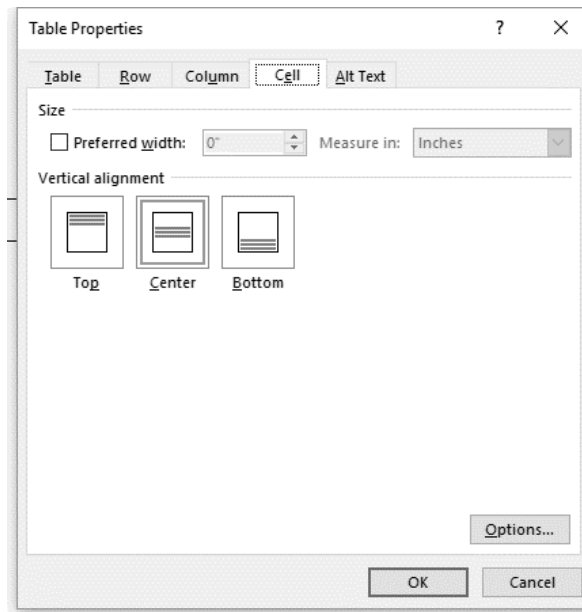 Table Properties ?
Table Row Column Cell Alt Text
Size
Preferred width: 0" Measure in: Inches
Vertical alignment
Top Center Bottom
Options...
OK Cancel